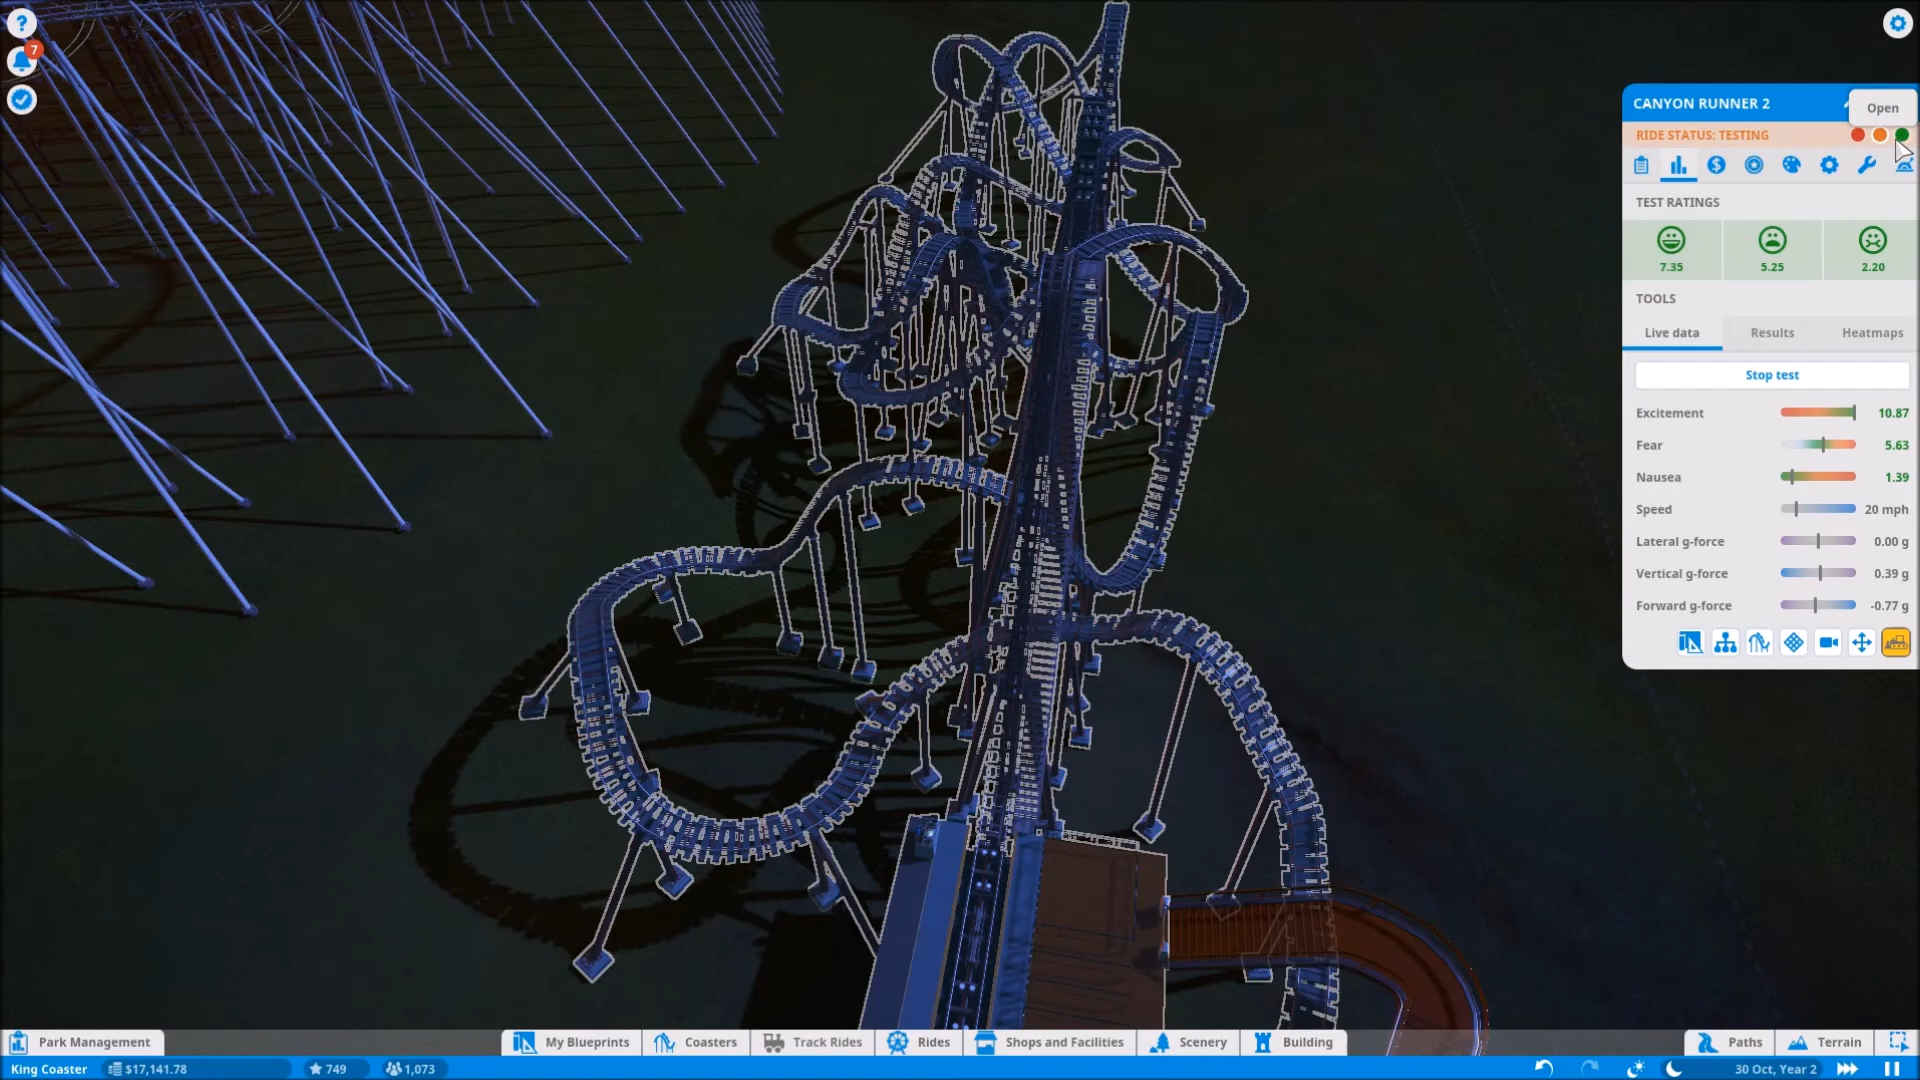 ?
7
CANYON RUNNER 2
Open
RIDE STATUS: TESTING
TEST RATINGS
7.35 5.25 2.20
TOOLS
Live data Results Heatmaps
Stop test
Excitement 10.87
Fear 5.63
Nausea 1.39
Speed 20 mph
Lateral g-force 0.00 g
Vertical g-force 0.39 g
Forward g-force -0.77 g
Park Management My Blueprints Coasters Track Rides Rides Shops and Facilities Scenery Building Paths Terrain
King Coaster $17,141.78 749 1,073 30 Oct, Year 2